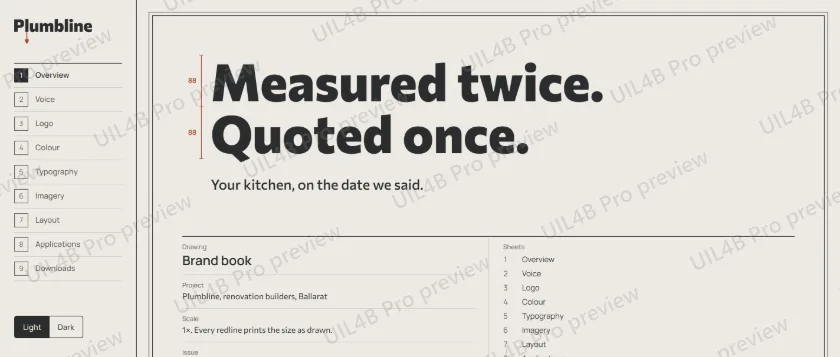 Plumbline
1 Overview
2 Voice
3 Logo
4 Colour
5 Typography
6 Imagery
7 Layout
8 Applications
9 Downloads
Light Dark
88 Measured twice.
88 Quoted once.
Your kitchen, on the date we said.
Drawing
Brand book
Project
Plumbline, renovation builders, Ballarat
Scale
1×. Every redline prints the size as drawn.
Issue
Sheets
1 Overview
2 Voice
3 Logo
4 Colour
5 Typography
6 Imagery
7 Layout
UIL4B Pro preview